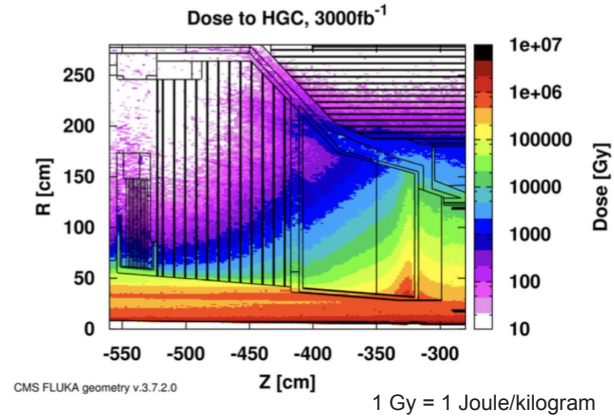 Dose to HGC, 3000fb⁻¹
R [cm]
250
200
150
100
50
0
-550
-500
-450
-400
-350
-300
Z [cm]
1e+07
1e+06
100000
10000
1000
100
10
Dose [Gy]
CMS FLUKA geometry v.3.7.2.0
1 Gy = 1 Joule/kilogram